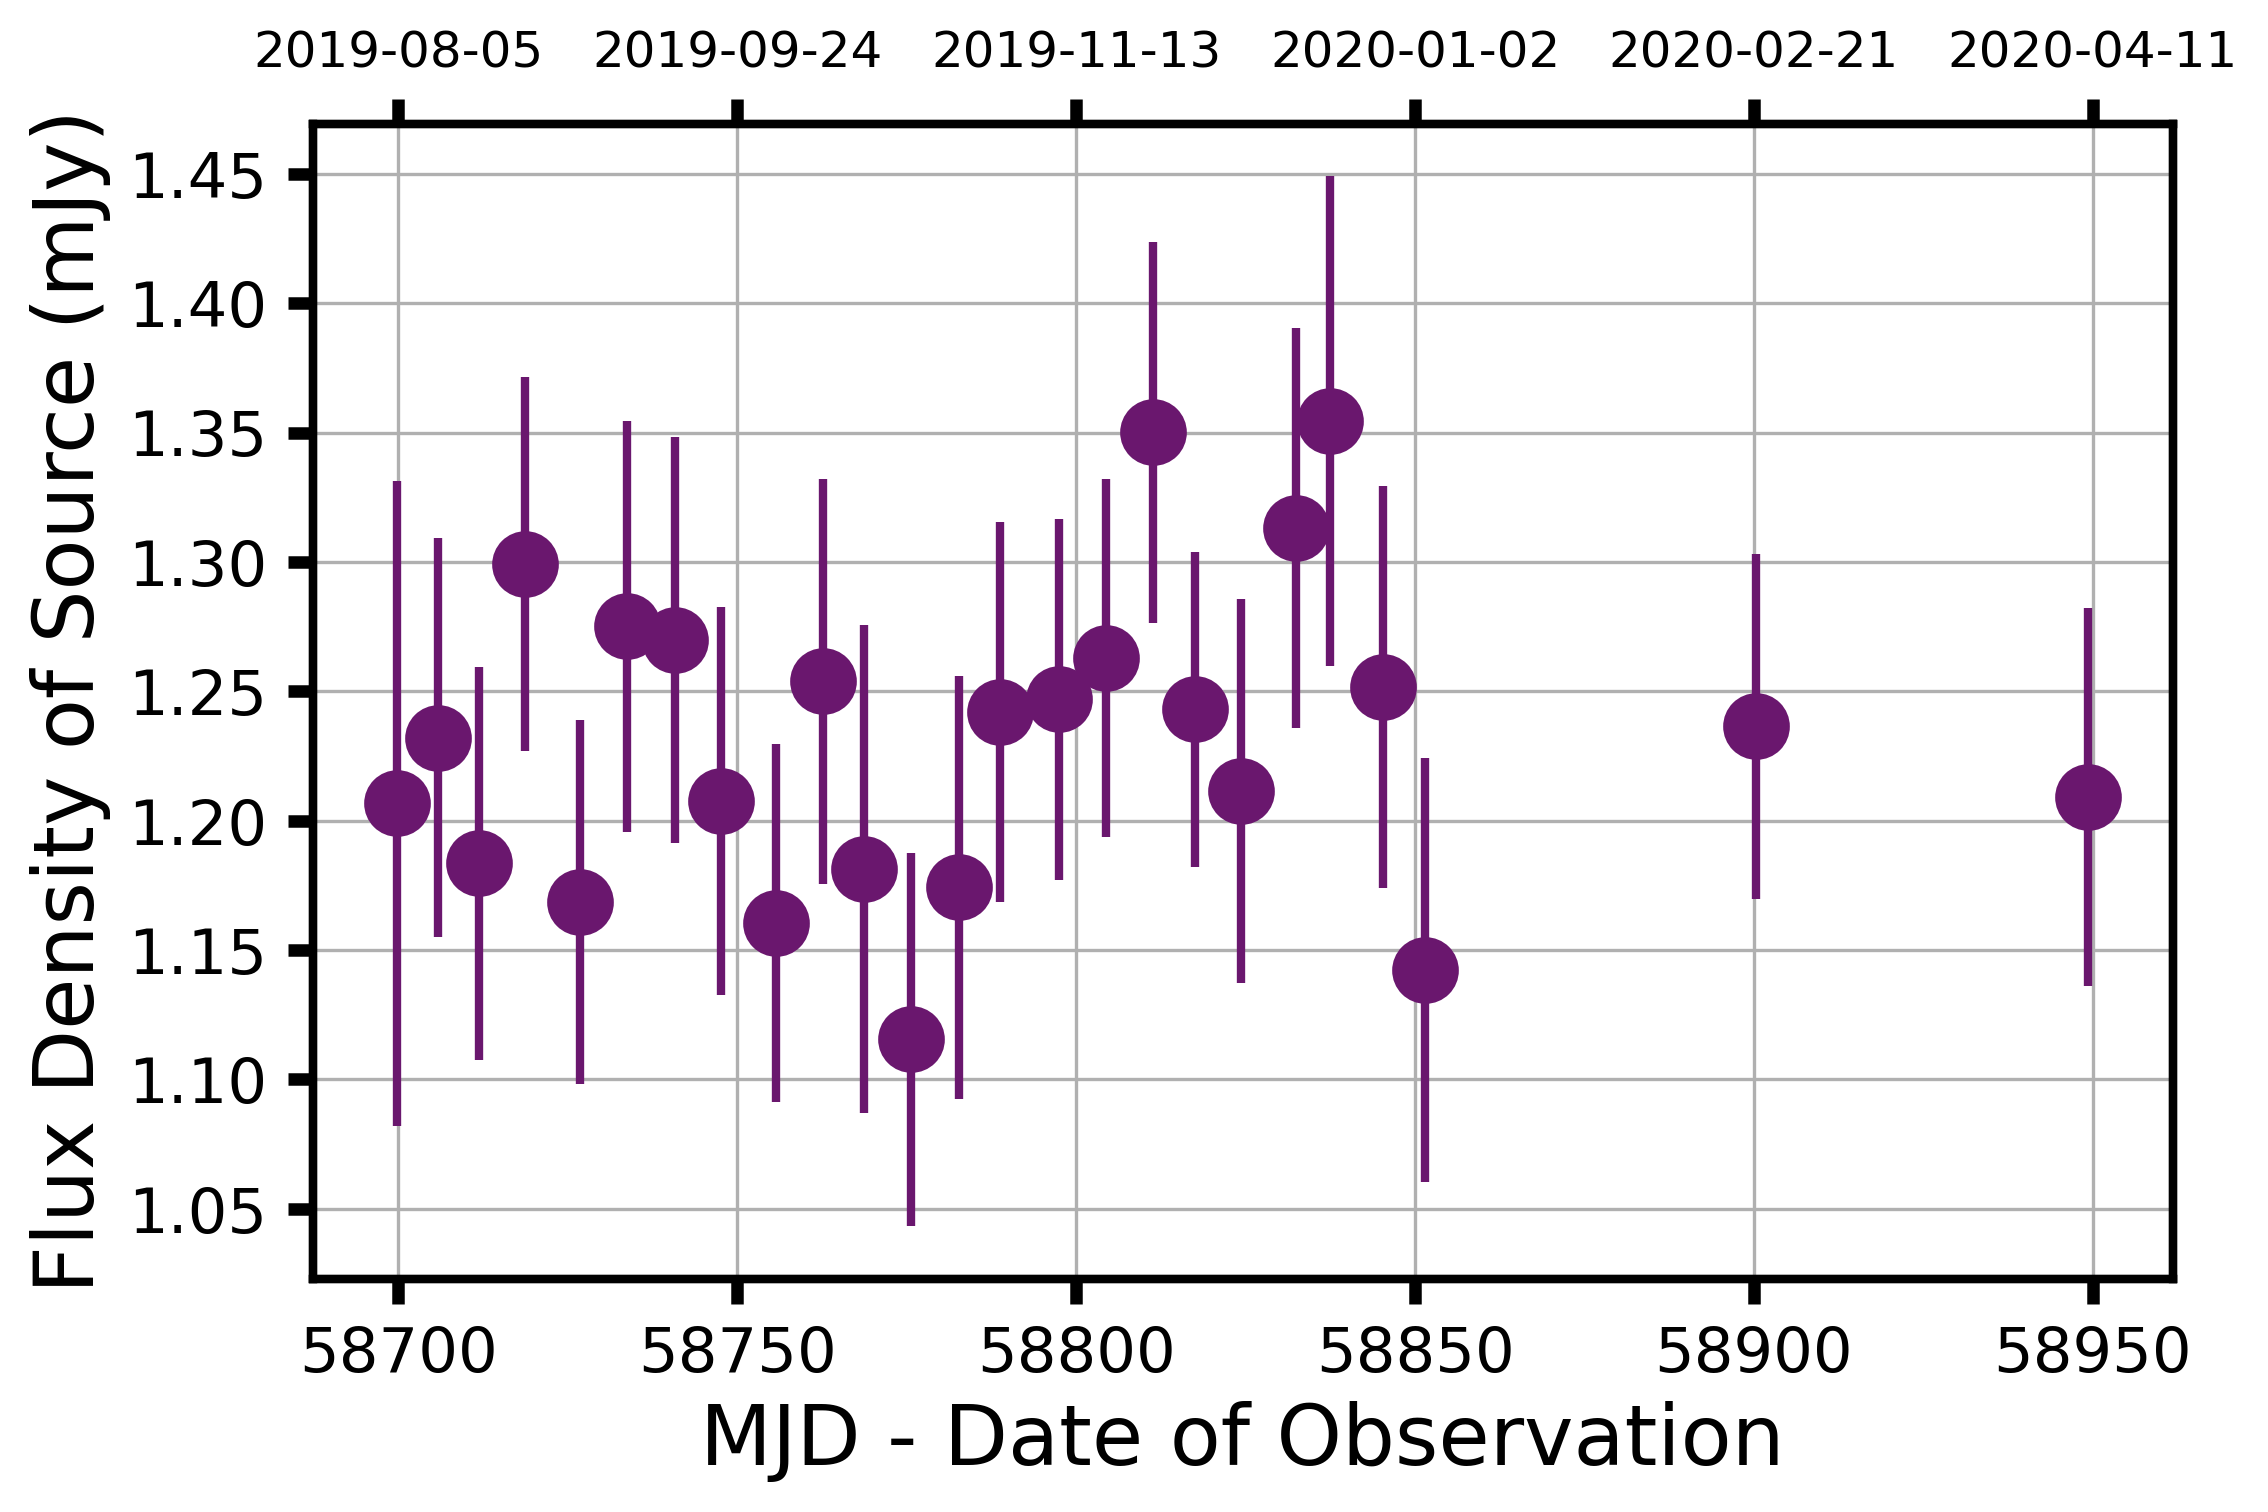 2019-08-05 2019-09-24 2019-11-13 2020-01-02 2020-02-21 2020-04-11
Flux Density of Source (mJy)
1.45
1.40
1.35
1.30
1.25
1.20
1.15
1.10
1.05
58700 58750 58800 58850 58900 58950
MJD - Date of Observation